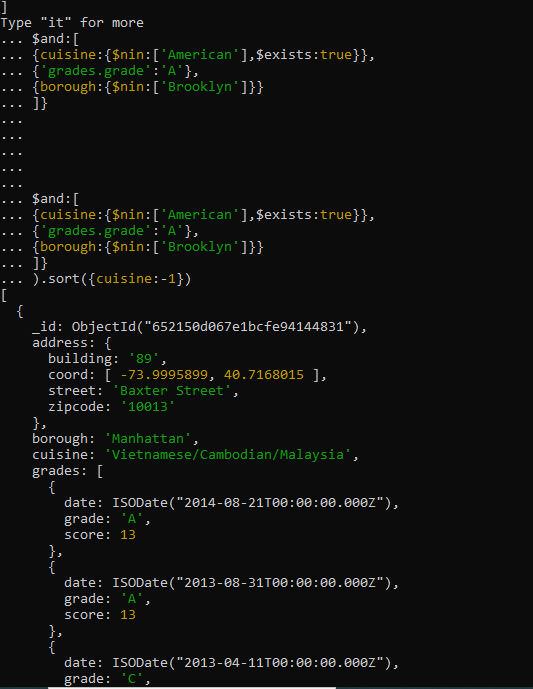 ]
Type "it" for more
... $and:[
... {cuisine:{$nin:['American'],$exists:true}},
... {'grades.grade':'A'},
... {borough:{$nin:['Brooklyn']}}
... ]}
...
...
...
...
...
... $and:[
... {cuisine:{$nin:['American'],$exists:true}},
... {'grades.grade':'A'},
... {borough:{$nin:['Brooklyn']}}
... ]}
... ).sort({cuisine:-1})
[
  {
    _id: ObjectId("652150d067e1bcfe94144831"),
    address: {
      building: '89',
      coord: [ -73.9995899, 40.7168015 ],
      street: 'Baxter Street',
      zipcode: '10013'
    },
    borough: 'Manhattan',
    cuisine: 'Vietnamese/Cambodian/Malaysia',
    grades: [
      {
        date: ISODate("2014-08-21T00:00:00.000Z"),
        grade: 'A',
        score: 13
      },
      {
        date: ISODate("2013-08-31T00:00:00.000Z"),
        grade: 'A',
        score: 13
      },
      {
        date: ISODate("2013-04-11T00:00:00.000Z"),
        grade: 'C',